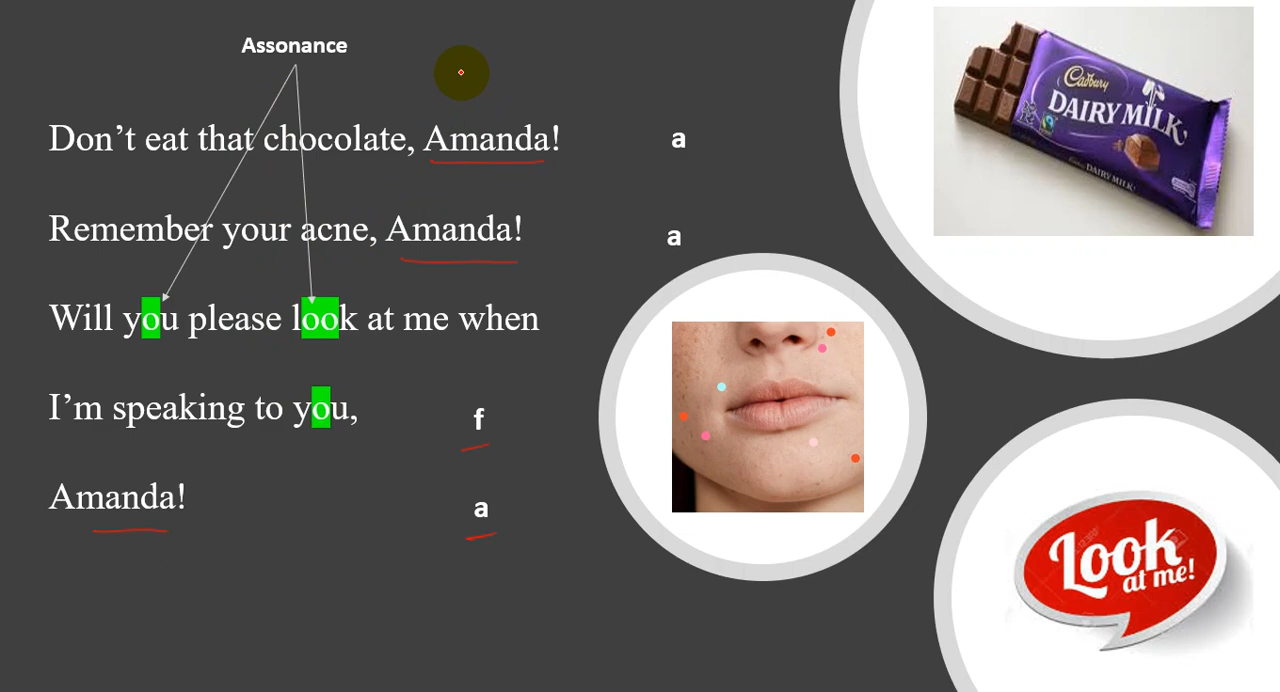 Assonance
Don't eat that chocolate, Amanda!
a
Remember your acne, Amanda!
a
Will you please look at me when
I'm speaking to you,
f
Amanda!
a
Cadbury
DAIRY MILK
Cadbury DAIRY MILK
Look
at me!